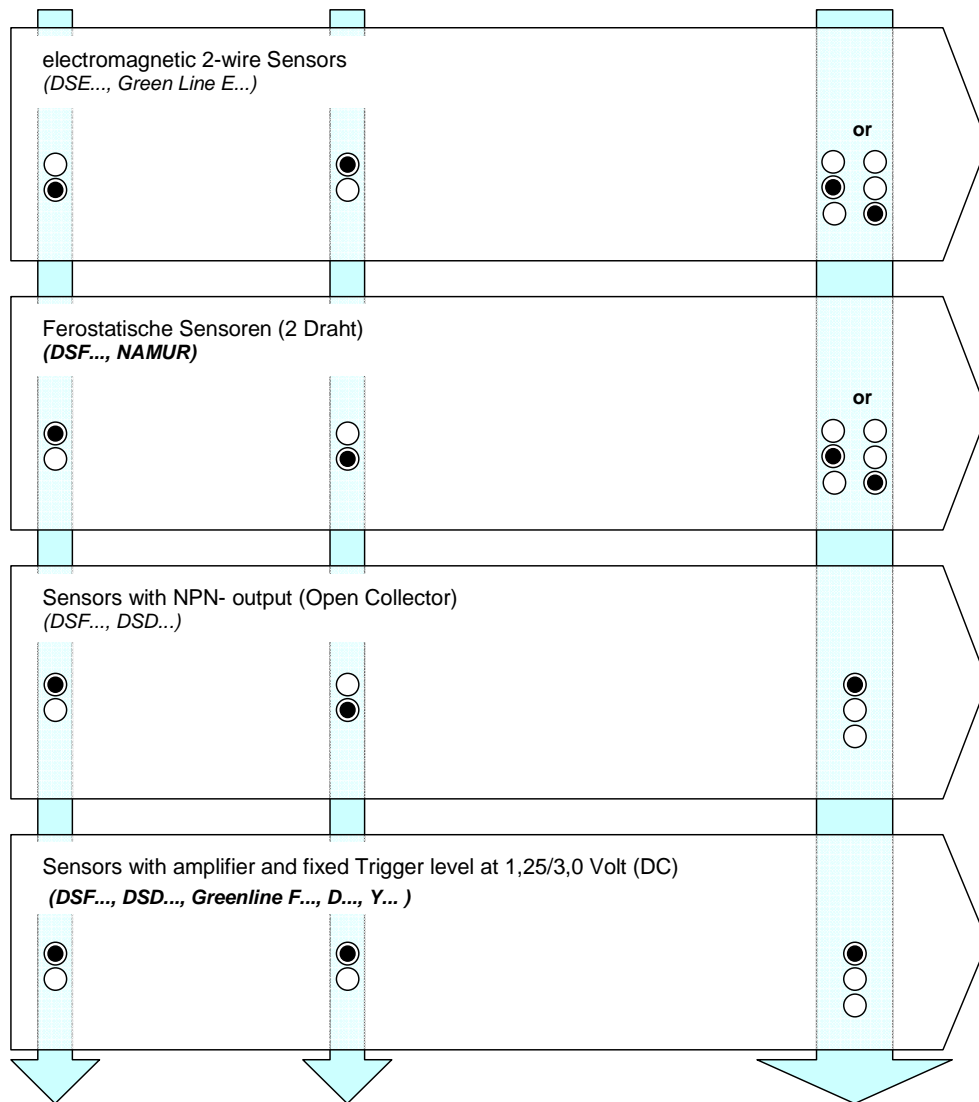 electromagnetic 2-wire Sensors
(DSE..., Green Line E...)
or
Ferostatische Sensoren (2 Draht)
(DSF..., NAMUR)
or
Sensors with NPN- output (Open Collector)
(DSF..., DSD...)
Sensors with amplifier and fixed Trigger level at 1,25/3,0 Volt (DC)
(DSF..., DSD..., Greenline F..., D..., Y... )